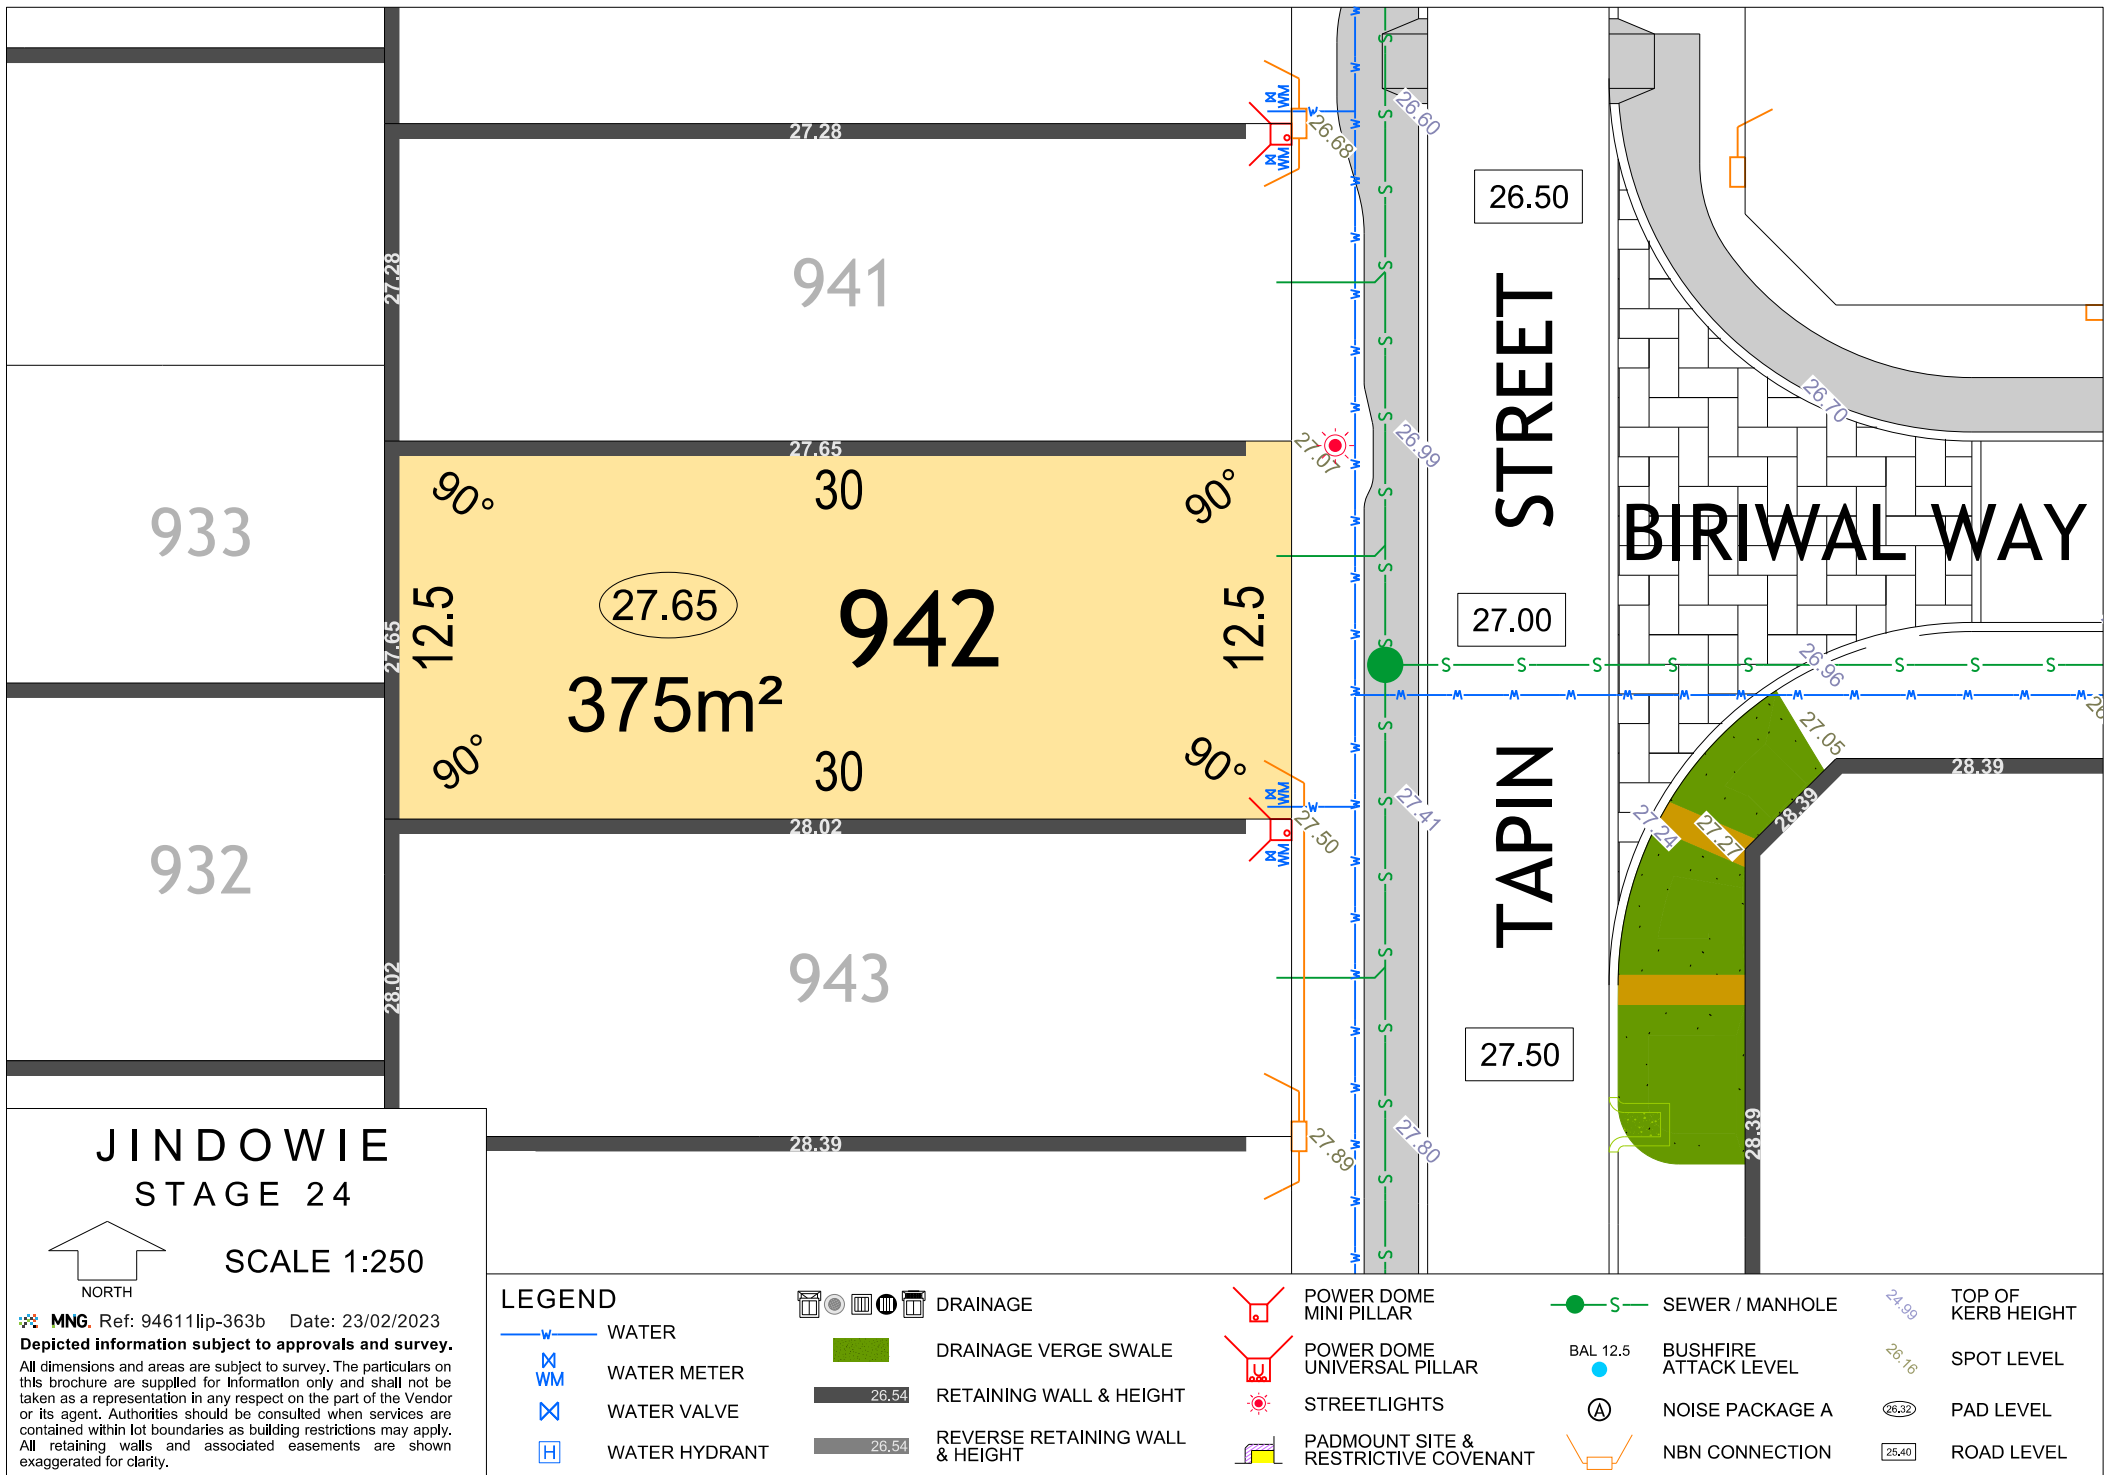 27.28
27.28
941
27.65
27.65
933
932
90°
30
90°
12.5
27.65
942
12.5
375m²
90°
30
90°
28.02
28.02
943
28.39
WM
WM
WM
WM
26.68
26.60
27.07
26.99
27.50
27.41
27.89
27.80
26.50
TAPIN STREET
27.00
27.50
BIRIWAL WAY
26.70
26.96
27.05
27.24
27.27
28.39
28.39
28.39
JINDOWIE
STAGE 24
NORTH
SCALE 1:250
MNG. Ref: 94611lip-363b Date: 23/02/2023
Depicted information subject to approvals and survey.
All dimensions and areas are subject to survey. The particulars on
this brochure are supplied for information only and shall not be
taken as a representation in any respect on the part of the Vendor
or its agent. Authorities should be consulted when services are
contained within lot boundaries as building restrictions may apply.
All retaining walls and associated easements are shown
exaggerated for clarity.
LEGEND
W WATER
WM WATER METER
WATER VALVE
H WATER HYDRANT
DRAINAGE
DRAINAGE VERGE SWALE
26.54 RETAINING WALL & HEIGHT
26.54 REVERSE RETAINING WALL
& HEIGHT
POWER DOME
MINI PILLAR
POWER DOME
UNIVERSAL PILLAR
STREETLIGHTS
PADMOUNT SITE &
RESTRICTIVE COVENANT
S SEWER / MANHOLE
BAL 12.5 BUSHFIRE
ATTACK LEVEL
A NOISE PACKAGE A
NBN CONNECTION
24.99 TOP OF
KERB HEIGHT
26.16 SPOT LEVEL
26.32 PAD LEVEL
25.40 ROAD LEVEL